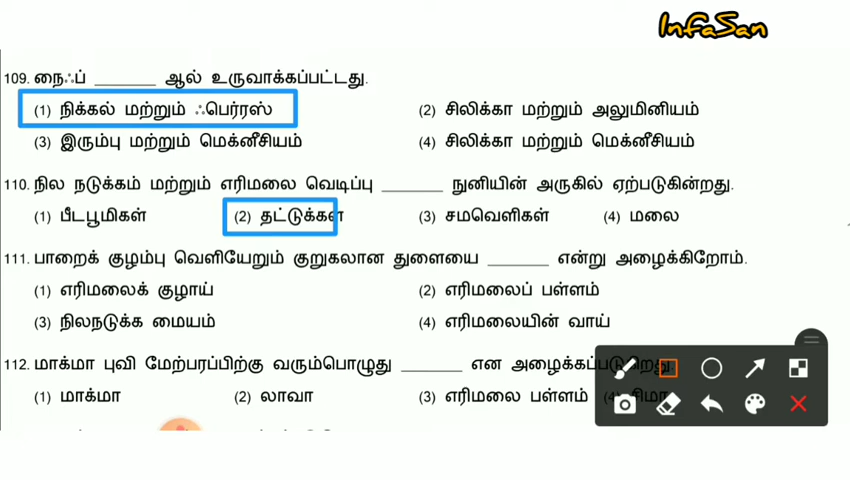 InFaSan
109. நைஃப் _______ ஆல் உருவாக்கப்பட்டது.
(1) நிக்கல் மற்றும் ஃபெர்ரஸ் (2) சிலிக்கா மற்றும் அலுமினியம்
(3) இரும்பு மற்றும் மெக்னீசியம் (4) சிலிக்கா மற்றும் மெக்னீசியம்
110. நில நடுக்கம் மற்றும் எரிமலை வெடிப்பு _______ நுனியின் அருகில் ஏற்படுகின்றது.
(1) பீடபூமிகள் (2) தட்டுக்கள் (3) சமவெளிகள் (4) மலை
111. பாறைக் குழம்பு வெளியேறும் குறுகலான துளையை _______ என்று அழைக்கிறோம்.
(1) எரிமலைக் குழாய் (2) எரிமலைப் பள்ளம்
(3) நிலநடுக்க மையம் (4) எரிமலையின் வாய்
112. மாக்மா புவி மேற்பரப்பிற்கு வரும்பொழுது _______ என அழைக்கப்படுகிறது.
(1) மாக்மா (2) லாவா (3) எரிமலை பள்ளம் (4) சிமா